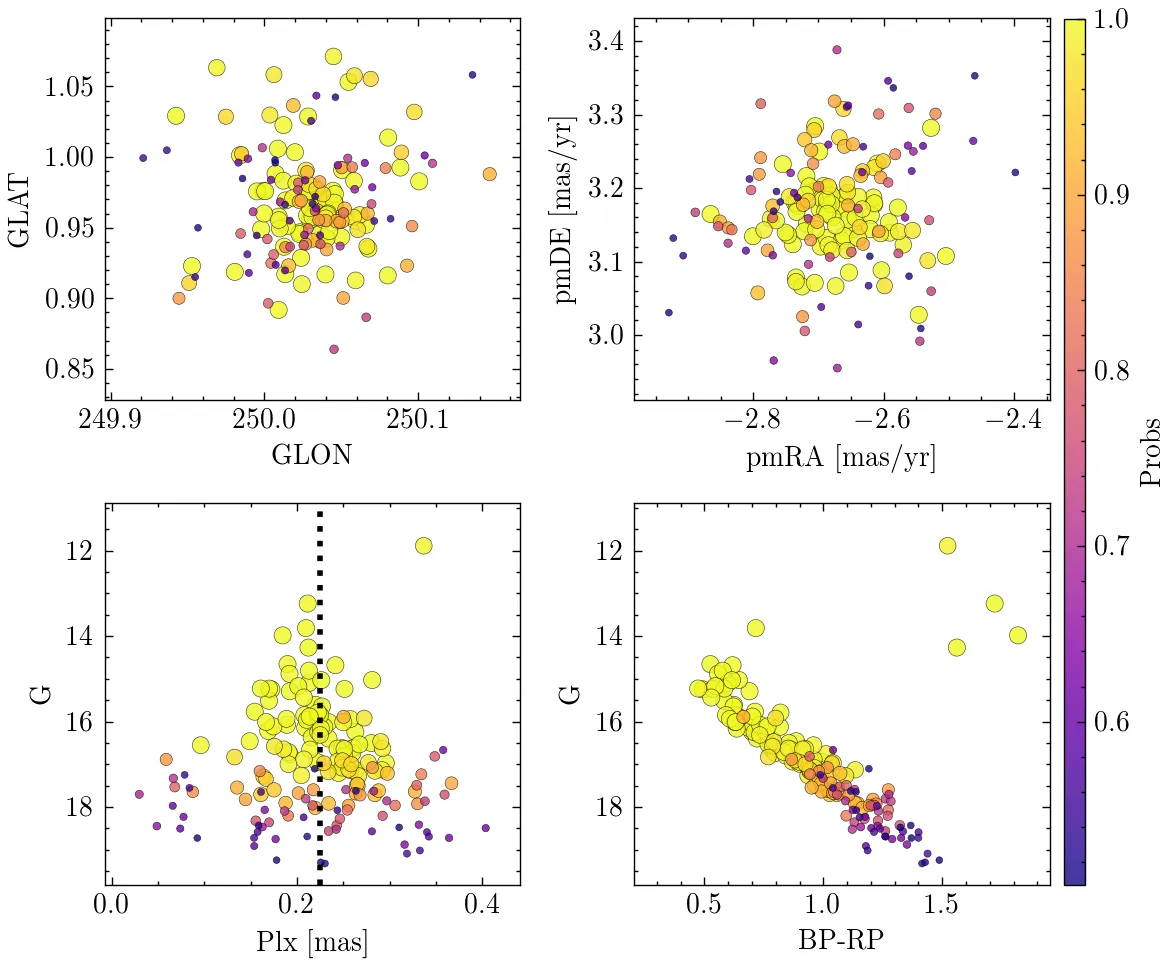 1.05
1.00
0.95
0.90
0.85
GLAT
249.9 250.0 250.1
GLON
3.4
3.3
3.2
3.1
3.0
pmDE [mas/yr]
−2.8 −2.6 −2.4
pmRA [mas/yr]
12
14
16
18
G
0.0 0.2 0.4
Plx [mas]
12
14
16
18
G
0.5 1.0 1.5
BP-RP
1.0
0.9
0.8
0.7
0.6
Probs